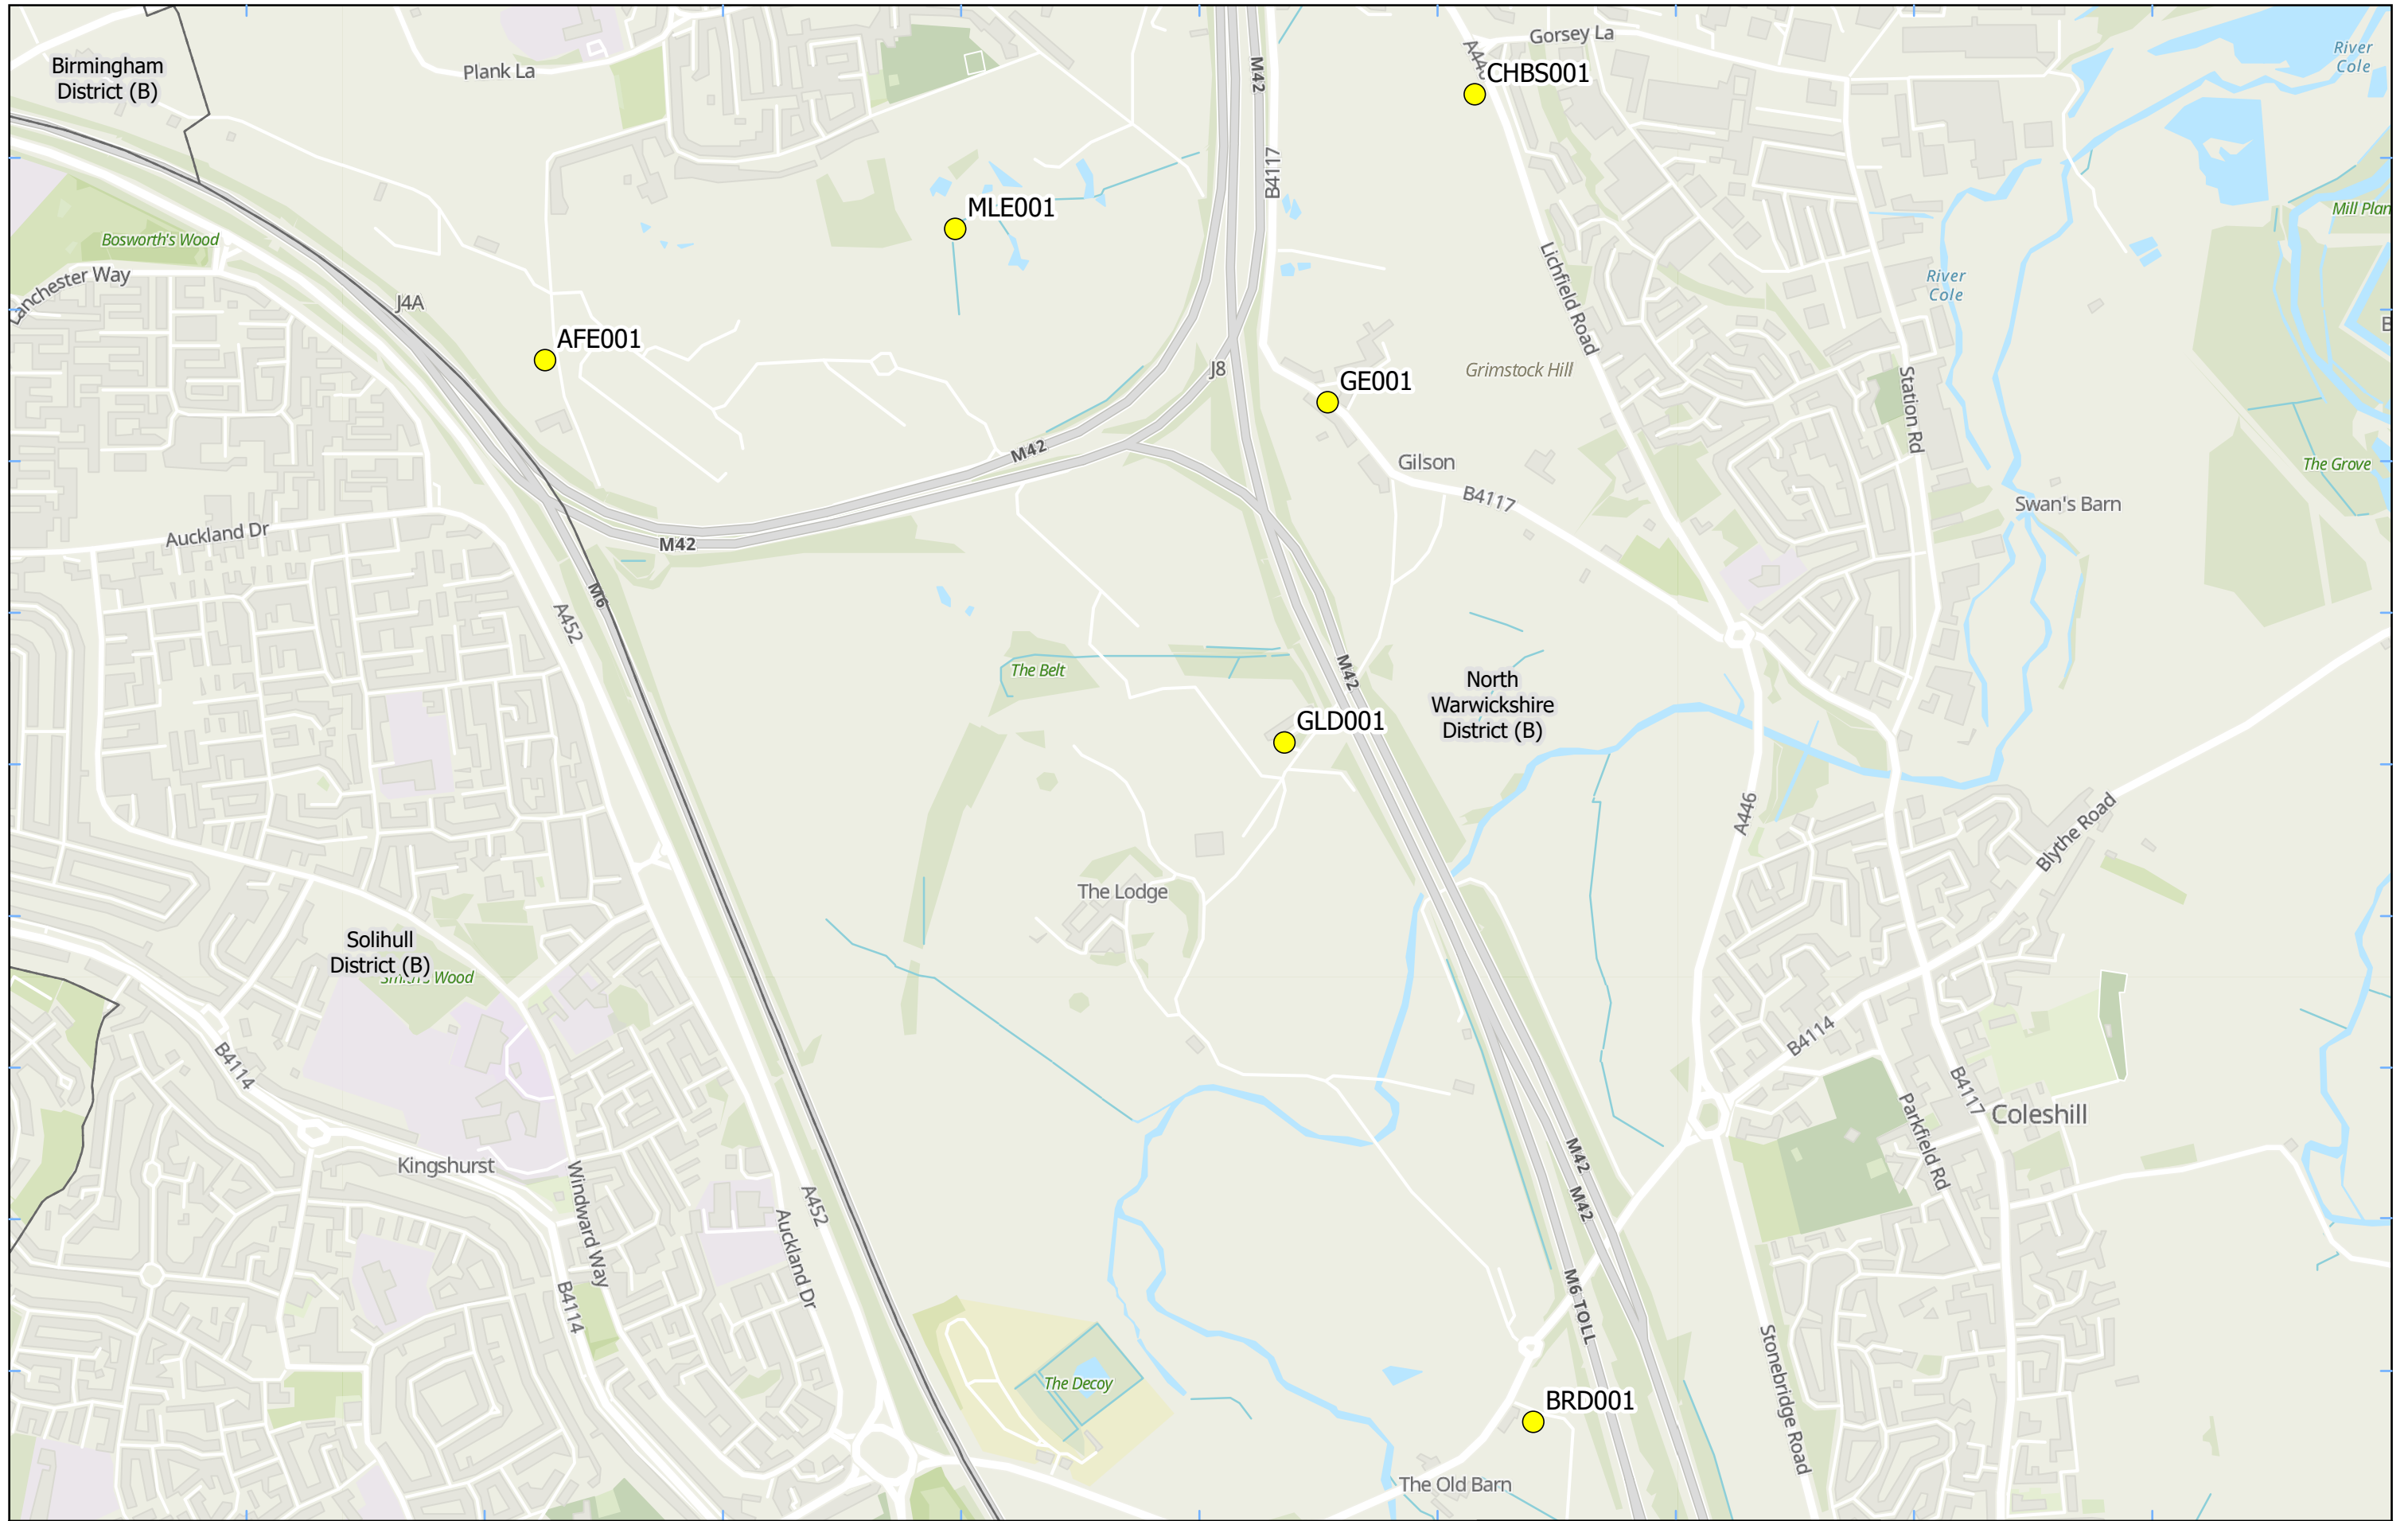 Birmingham
District (B)
Plank La
M42
A446
Gorsey La
CHBS001
River
Cole
B4117
MLE001
Mill Plan
Bosworth's Wood
Lanchester Way
J4A
Lichfield Road
River
Cole
AFE001
J8
GE001
Grimstock Hill
B
Station Rd
M42
Gilson
B4117
The Grove
Swan's Barn
Auckland Dr
M42
M6
A452
The Belt
M42
North
Warwickshire
District (B)
GLD001
A446
Blythe Road
The Lodge
Solihull
District (B)
Smith's Wood
B4114
B4114
B4117
Coleshill
Parkfield Rd
Kingshurst
Windward Way
M42
M42
A452
Auckland Dr
B4114
M6 TOLL
Stonebridge Road
The Decoy
BRD001
The Old Barn